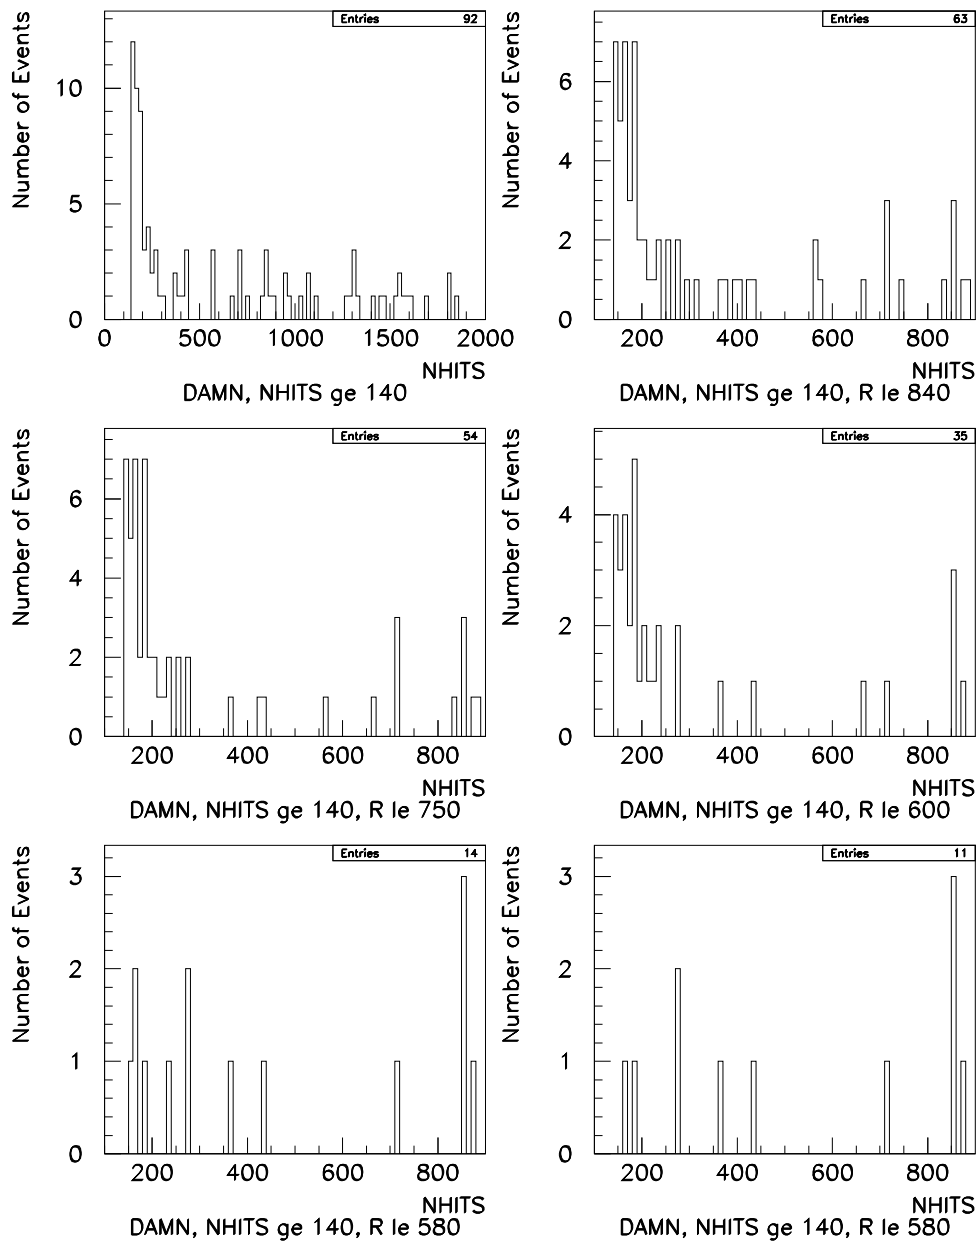 Entries 92
Number of Events
10
5
0
0 500 1000 1500 2000
NHITS
DAMN, NHITS ge 140
Entries 63
Number of Events
6
4
2
0
200 400 600 800
NHITS
DAMN, NHITS ge 140, R le 840
Entries 54
Number of Events
6
4
2
0
200 400 600 800
NHITS
DAMN, NHITS ge 140, R le 750
Entries 35
Number of Events
4
2
0
200 400 600 800
NHITS
DAMN, NHITS ge 140, R le 600
Entries 14
Number of Events
3
2
1
0
200 400 600 800
NHITS
DAMN, NHITS ge 140, R le 580
Entries 11
Number of Events
3
2
1
0
200 400 600 800
NHITS
DAMN, NHITS ge 140, R le 580